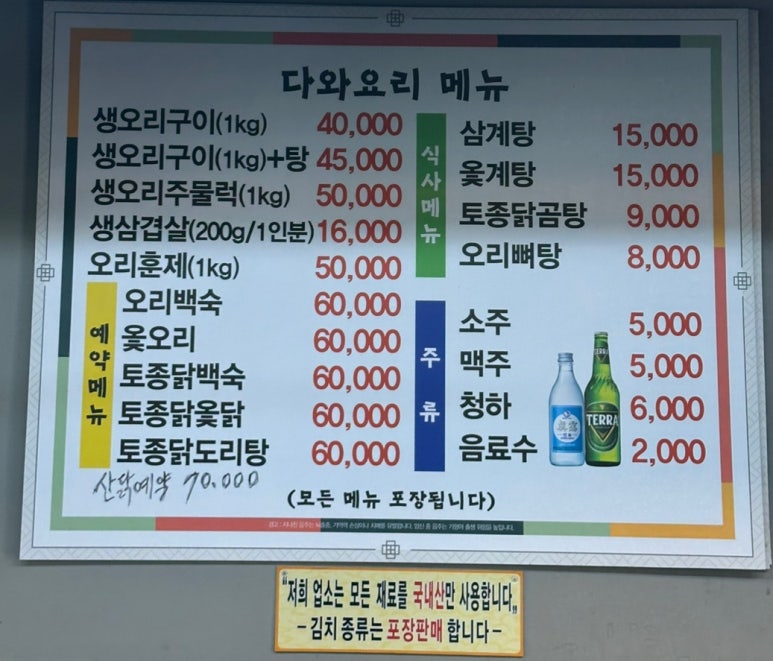 다와요리 메뉴
생오리구이(1kg) 40,000
생오리구이(1kg)+탕 45,000
생오리주물럭(1kg) 50,000
생삼겹살(200g/1인분) 16,000
오리훈제(1kg) 50,000
예약메뉴
오리백숙 60,000
옻오리 60,000
토종닭백숙 60,000
토종닭옻닭 60,000
토종닭도리탕 60,000
산닭예약 70.000
식사메뉴
삼계탕 15,000
옻계탕 15,000
토종닭곰탕 9,000
오리뼈탕 8,000
주류
소주 5,000
맥주 5,000
청하 6,000
음료수 2,000
TERRA
TERRA
(모든 메뉴 포장됩니다)
"저희 업소는 모든 재료를 국내산만 사용합니다"
-김치 종류는 포장판매 합니다-